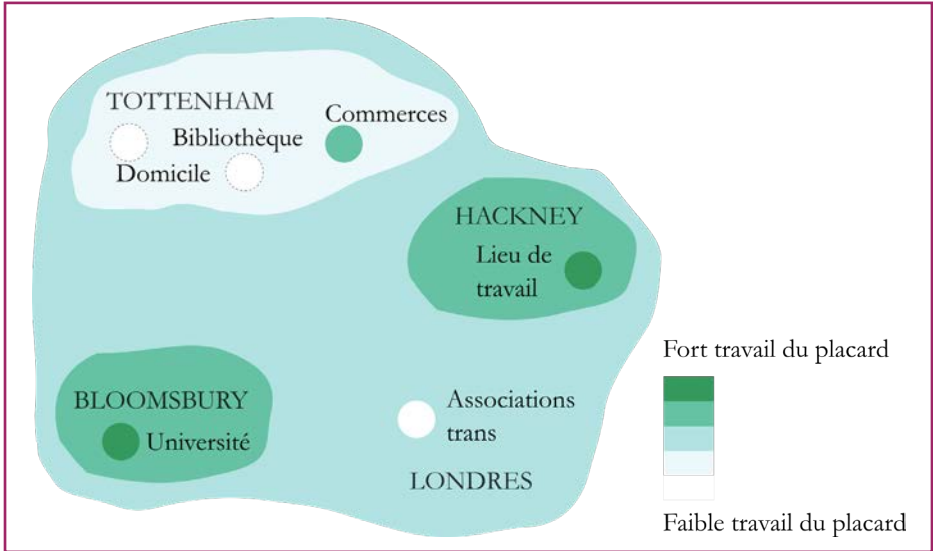 TOTTENHAM
Commerces
Bibliothèque
Domicile
HACKNEY
Lieu de
travail
Fort travail du placard
BLOOMSBURY
Université
Associations
trans
LONDRES
Faible travail du placard